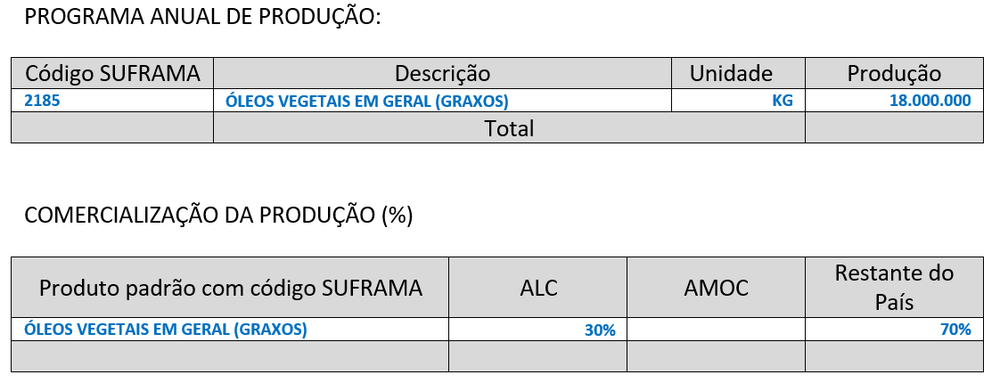 PROGRAMA ANUAL DE PRODUÇÃO:
Código SUFRAMA Descrição Unidade Produção
2185 ÓLEOS VEGETAIS EM GERAL (GRAXOS) KG 18.000.000
Total
COMERCIALIZAÇÃO DA PRODUÇÃO (%)
Produto padrão com código SUFRAMA ALC AMOC Restante do
País
ÓLEOS VEGETAIS EM GERAL (GRAXOS) 30% 70%